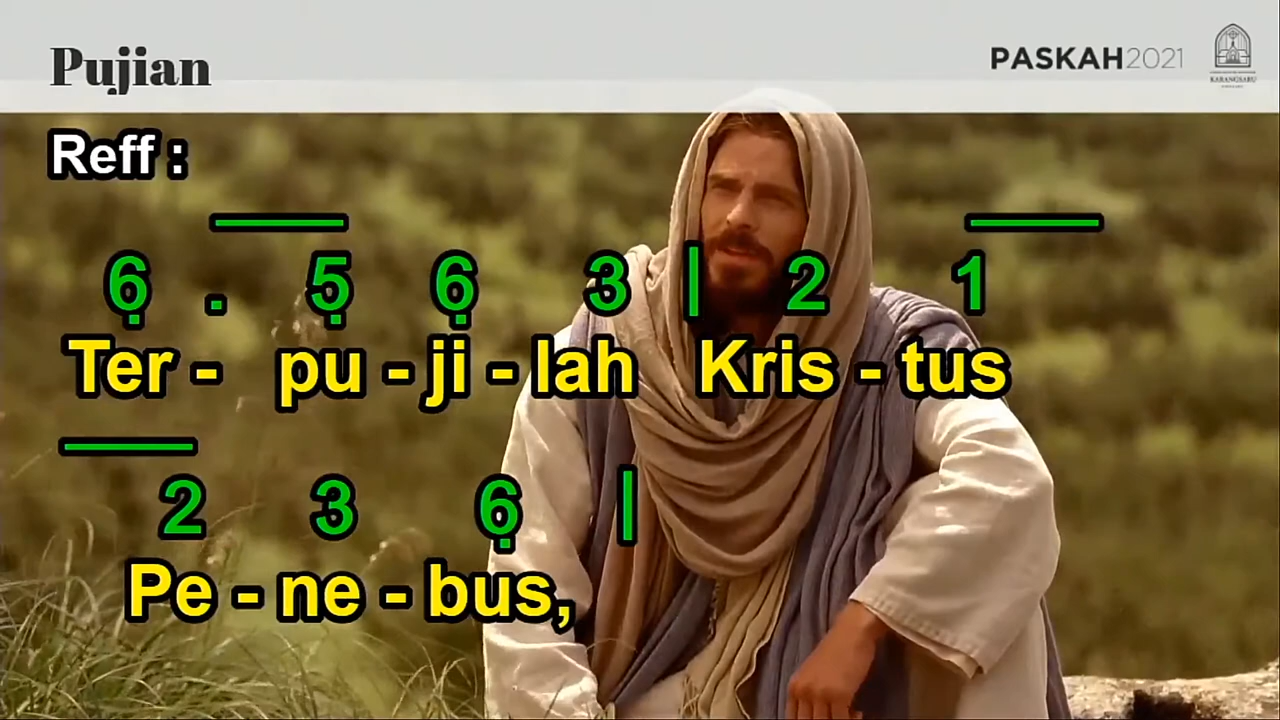 Pujian
PASKAH2021
KARANGSARU
Reff :
6̣ . 5̣ 6̣ 3 | 2 1
Ter - pu - ji - lah Kris - tus
2 3 6̣ |
Pe - ne - bus,